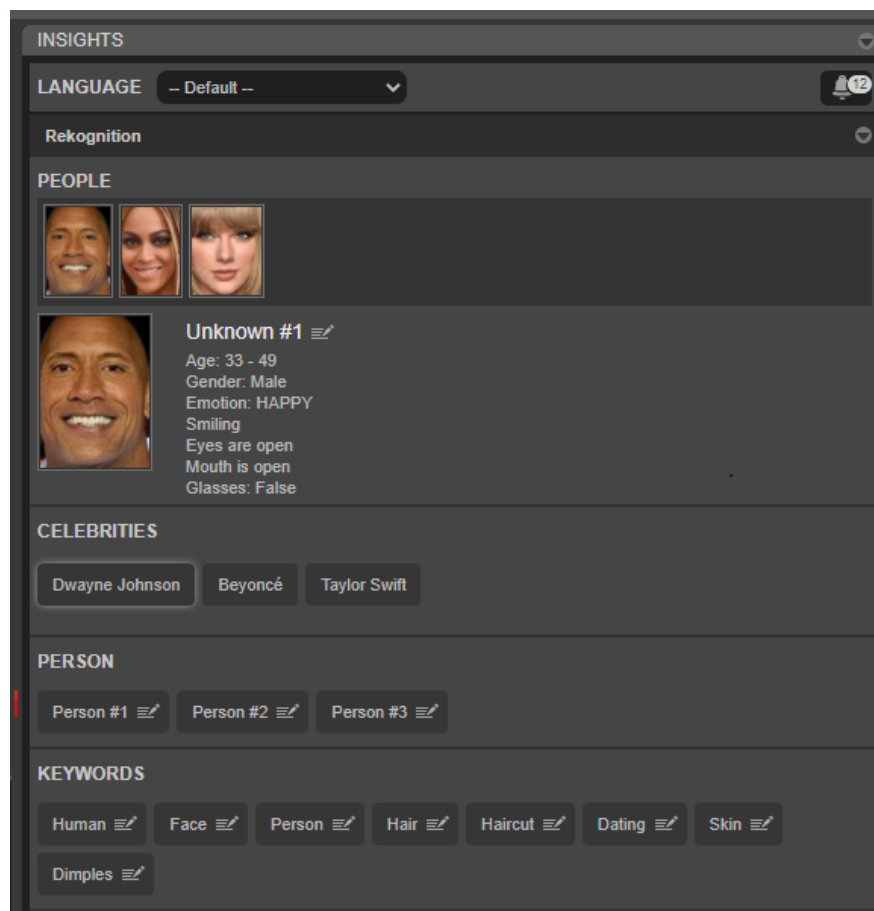 INSIGHTS
LANGUAGE -- Default -- 12
Rekognition
PEOPLE
Unknown #1
Age: 33 - 49
Gender: Male
Emotion: HAPPY
Smiling
Eyes are open
Mouth is open
Glasses: False
CELEBRITIES
Dwayne Johnson Beyoncé Taylor Swift
PERSON
Person #1 Person #2 Person #3
KEYWORDS
Human Face Person Hair Haircut Dating Skin
Dimples